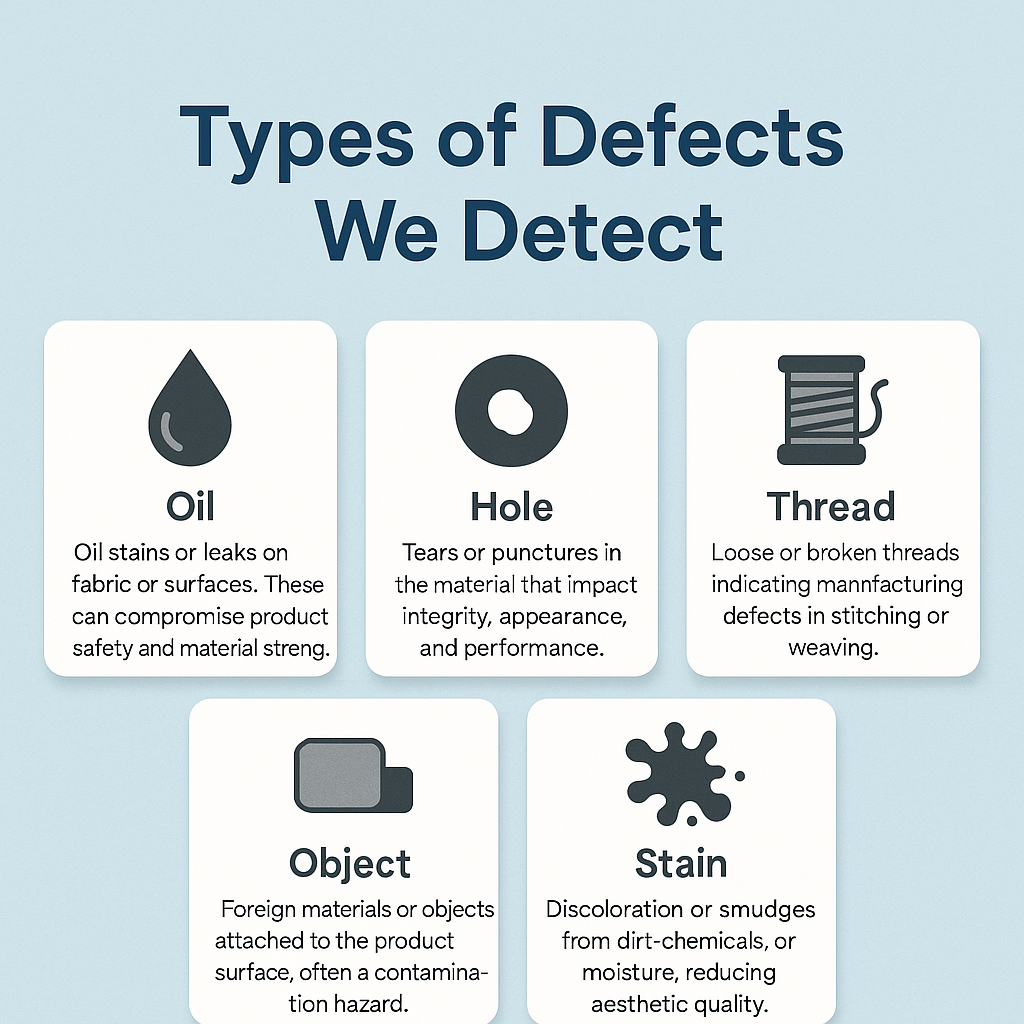 Types of Defects
We Detect
Oil
Oil stains or leaks on
fabric or surfaces. These
can compromise product
safety and material streng.
Hole
Tears or punctures in
the material that impact
integrity, appearance,
and performance.
Thread
Loose or broken threads
indicating mannfacturing
defects in stitching or
weaving.
Object
Foreign materials or objects
attached to the product
surface, often a contamina-
tion hazard.
Stain
Discoloration or smudges
from dirt-chemicals, or
moisture, reducing
aesthetic quality.